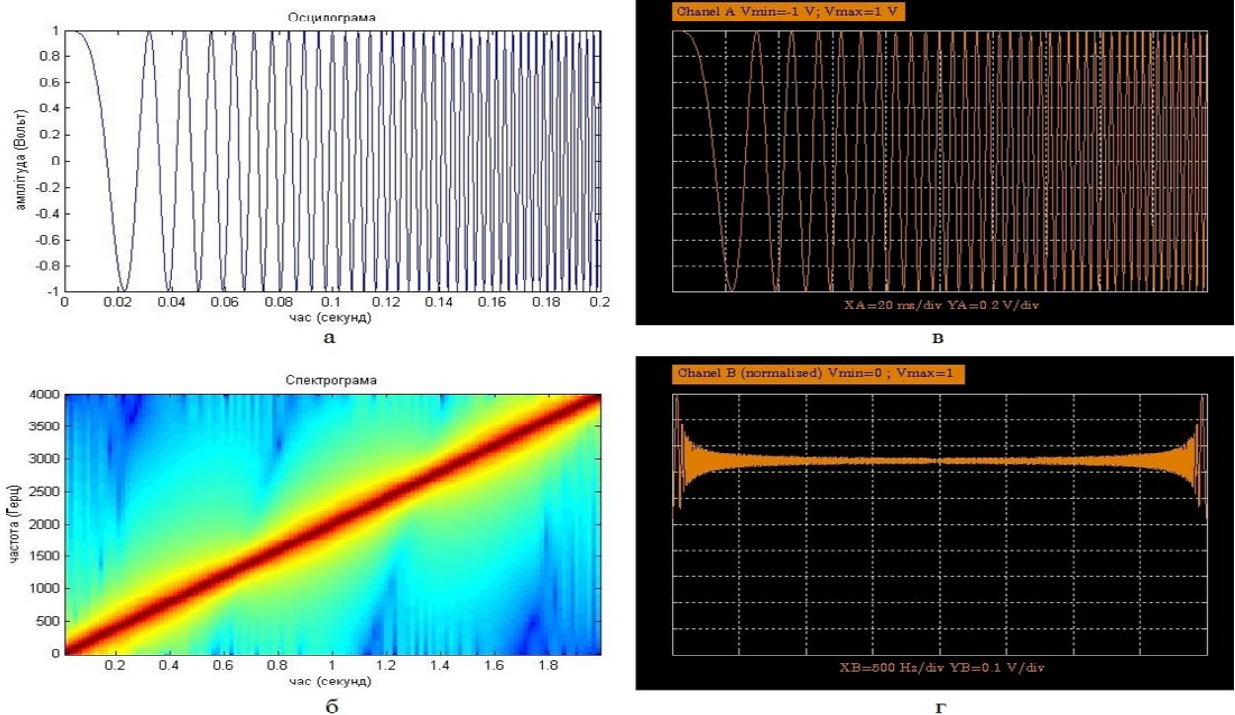 Осцилограма
амплітуда (Вольт)
1
0.8
0.6
0.4
0.2
0
-0.2
-0.4
-0.6
-0.8
-1
0 0.02 0.04 0.06 0.08 0.1 0.12 0.14 0.16 0.18 0.2
час (секунд)
а
Chanel A Vmin=-1 V; Vmax=1 V
XA=20 ms/div YA=0.2 V/div
в
Спектрограма
частота (Герц)
4000
3500
3000
2500
2000
1500
1000
500
0
0.2 0.4 0.6 0.8 1 1.2 1.4 1.6 1.8
час (секунд)
б
Chanel B (normalised) Vmin=0 ; Vmax=1
XB=500 Hs/div YB=0.1 V/div
г